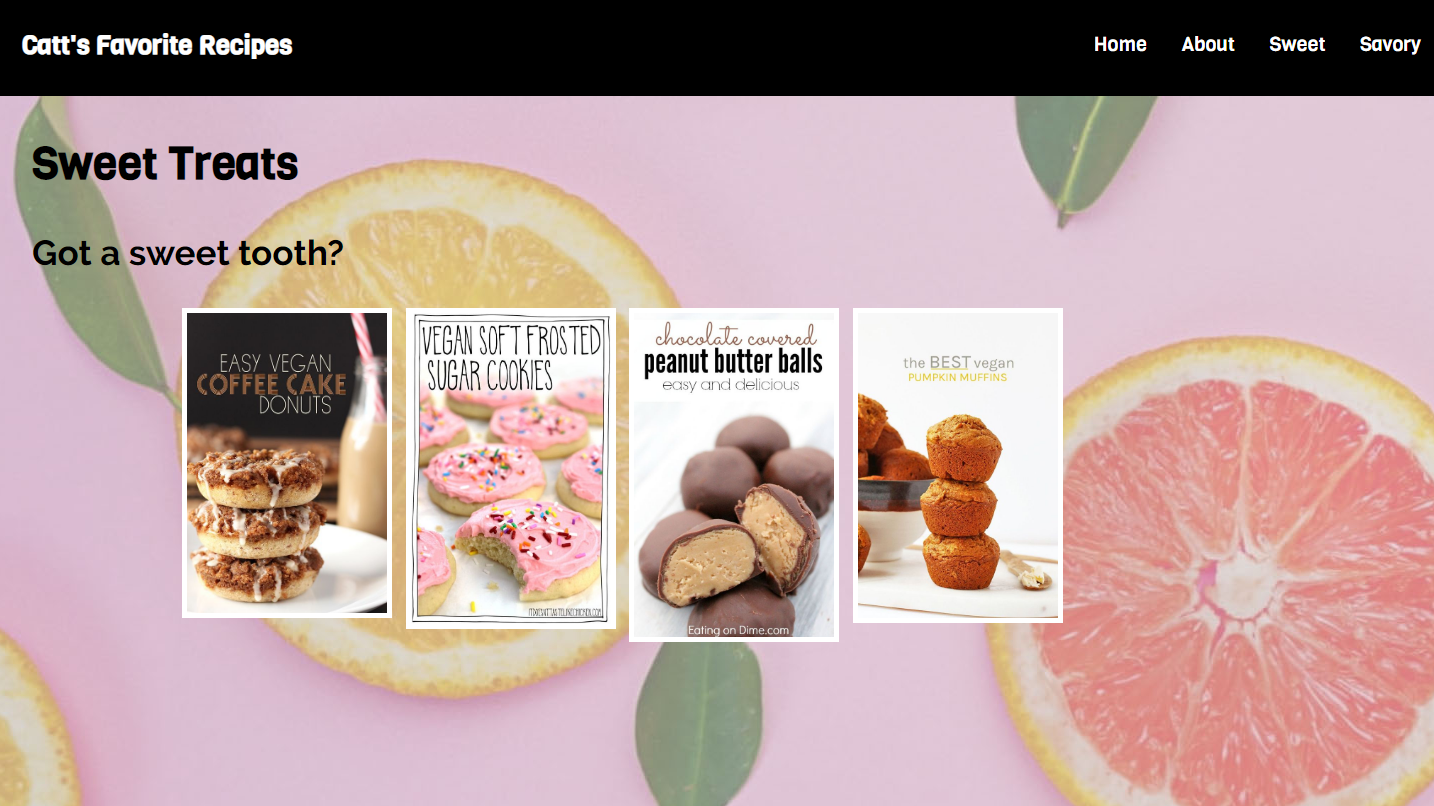 Catt's Favorite Recipes
Home About Sweet Savory
Sweet Treats
Got a sweet tooth?
EASY VEGAN
COFFEE CAKE
DONUTS
VEGAN SOFT FROSTED
SUGAR COOKIES
ITDOESNTTASTELIKECHICKEN.COM
chocolate covered
peanut butter balls
easy and delicious
Eating on Dime.com
the BEST vegan
PUMPKIN MUFFINS